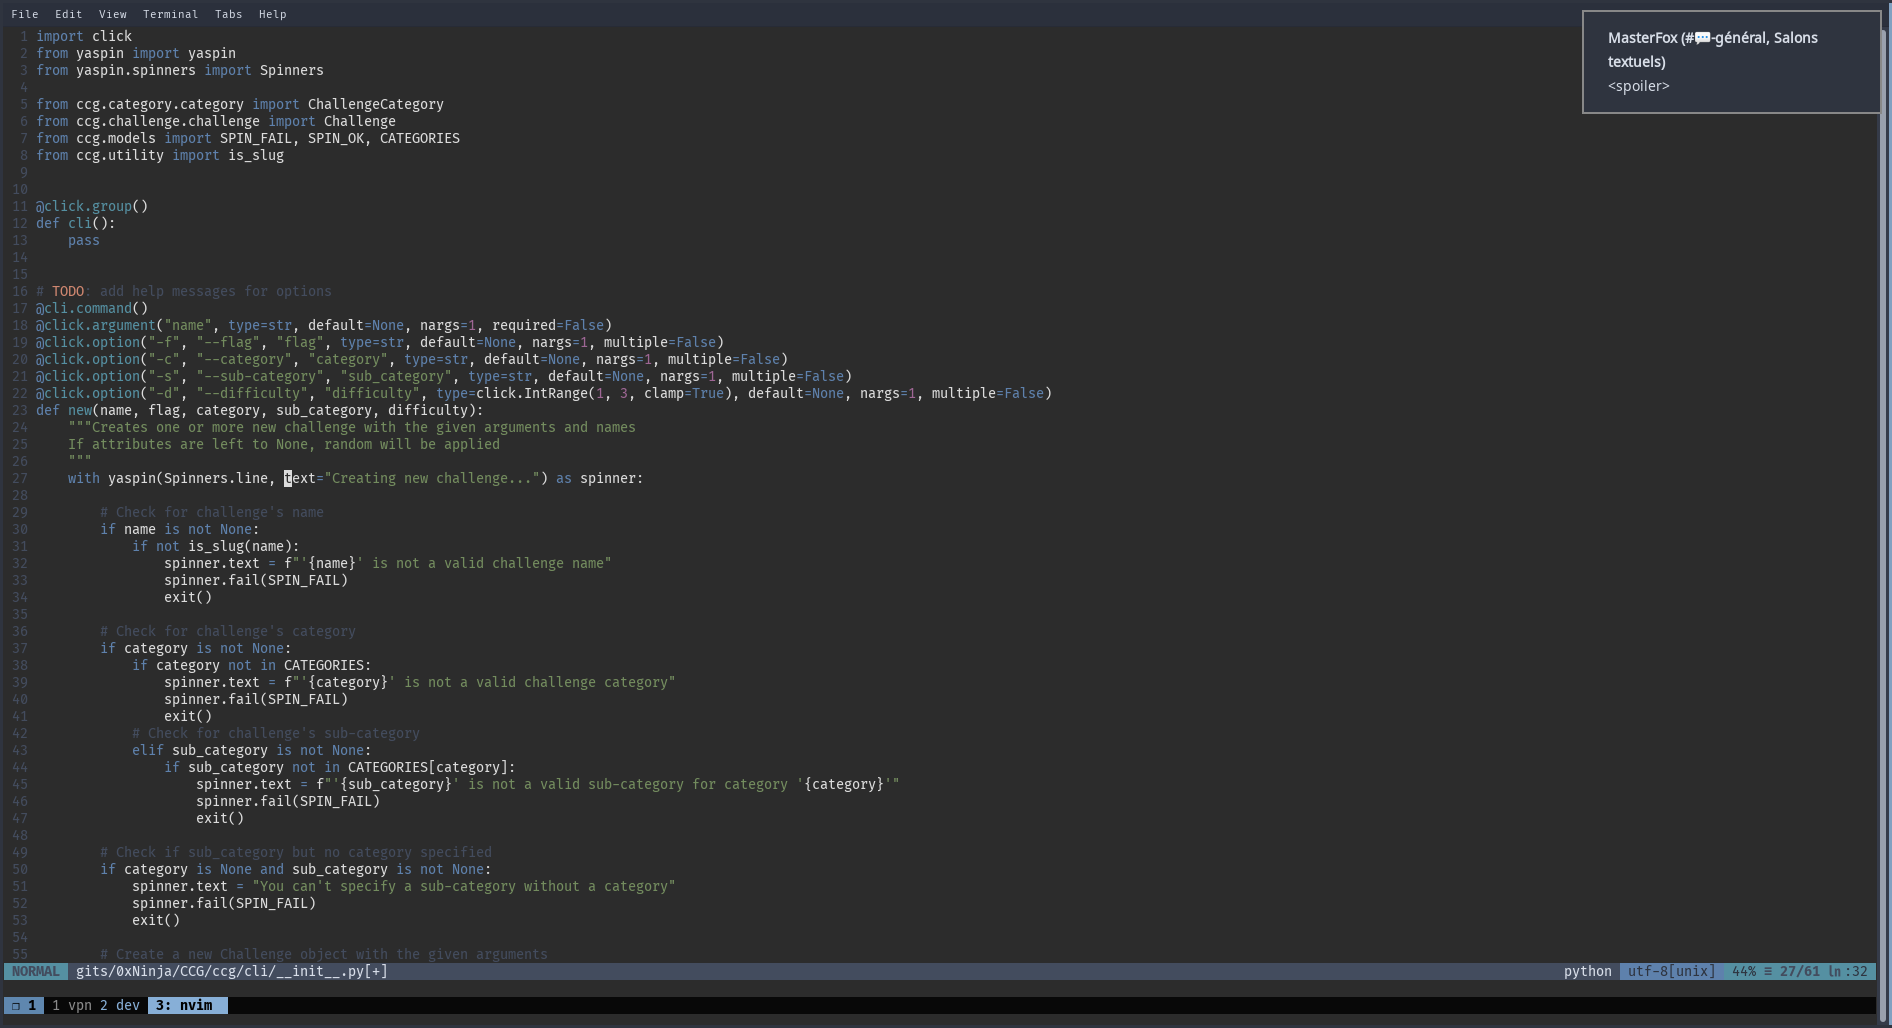 File Edit View Terminal Tabs Help
MasterFox (#💬-général, Salons
textuels)
<spoiler>
1 import click
2 from yaspin import yaspin
3 from yaspin.spinners import Spinners
4
5 from ccg.category.category import ChallengeCategory
6 from ccg.challenge.challenge import Challenge
7 from ccg.models import SPIN_FAIL, SPIN_OK, CATEGORIES
8 from ccg.utility import is_slug
9
10
11 @click.group()
12 def cli():
13     pass
14
15
16 # TODO: add help messages for options
17 @cli.command()
18 @click.argument("name", type=str, default=None, nargs=1, required=False)
19 @click.option("-f", "--flag", "flag", type=str, default=None, nargs=1, multiple=False)
20 @click.option("-c", "--category", "category", type=str, default=None, nargs=1, multiple=False)
21 @click.option("-s", "--sub-category", "sub_category", type=str, default=None, nargs=1, multiple=False)
22 @click.option("-d", "--difficulty", "difficulty", type=click.IntRange(1, 3, clamp=True), default=None, nargs=1, multiple=False)
23 def new(name, flag, category, sub_category, difficulty):
24     """Creates one or more new challenge with the given arguments and names
25     If attributes are left to None, random will be applied
26     """
27     with yaspin(Spinners.line, text="Creating new challenge...") as spinner:
28
29         # Check for challenge's name
30         if name is not None:
31             if not is_slug(name):
32                 spinner.text = f"'{name}' is not a valid challenge name"
33                 spinner.fail(SPIN_FAIL)
34                 exit()
35
36         # Check for challenge's category
37         if category is not None:
38             if category not in CATEGORIES:
39                 spinner.text = f"'{category}' is not a valid challenge category"
40                 spinner.fail(SPIN_FAIL)
41                 exit()
42             # Check for challenge's sub-category
43             elif sub_category is not None:
44                 if sub_category not in CATEGORIES[category]:
45                     spinner.text = f"'{sub_category}' is not a valid sub-category for category '{category}'"
46                     spinner.fail(SPIN_FAIL)
47                     exit()
48
49         # Check if sub_category but no category specified
50         if category is None and sub_category is not None:
51             spinner.text = "You can't specify a sub-category without a category"
52             spinner.fail(SPIN_FAIL)
53             exit()
54
55         # Create a new Challenge object with the given arguments
NORMAL gits/0xNinja/CCG/ccg/cli/__init__.py[+] python utf-8[unix] 44% ≡ 27/61 ln :32
❐ 1 1 vpn 2 dev 3: nvim